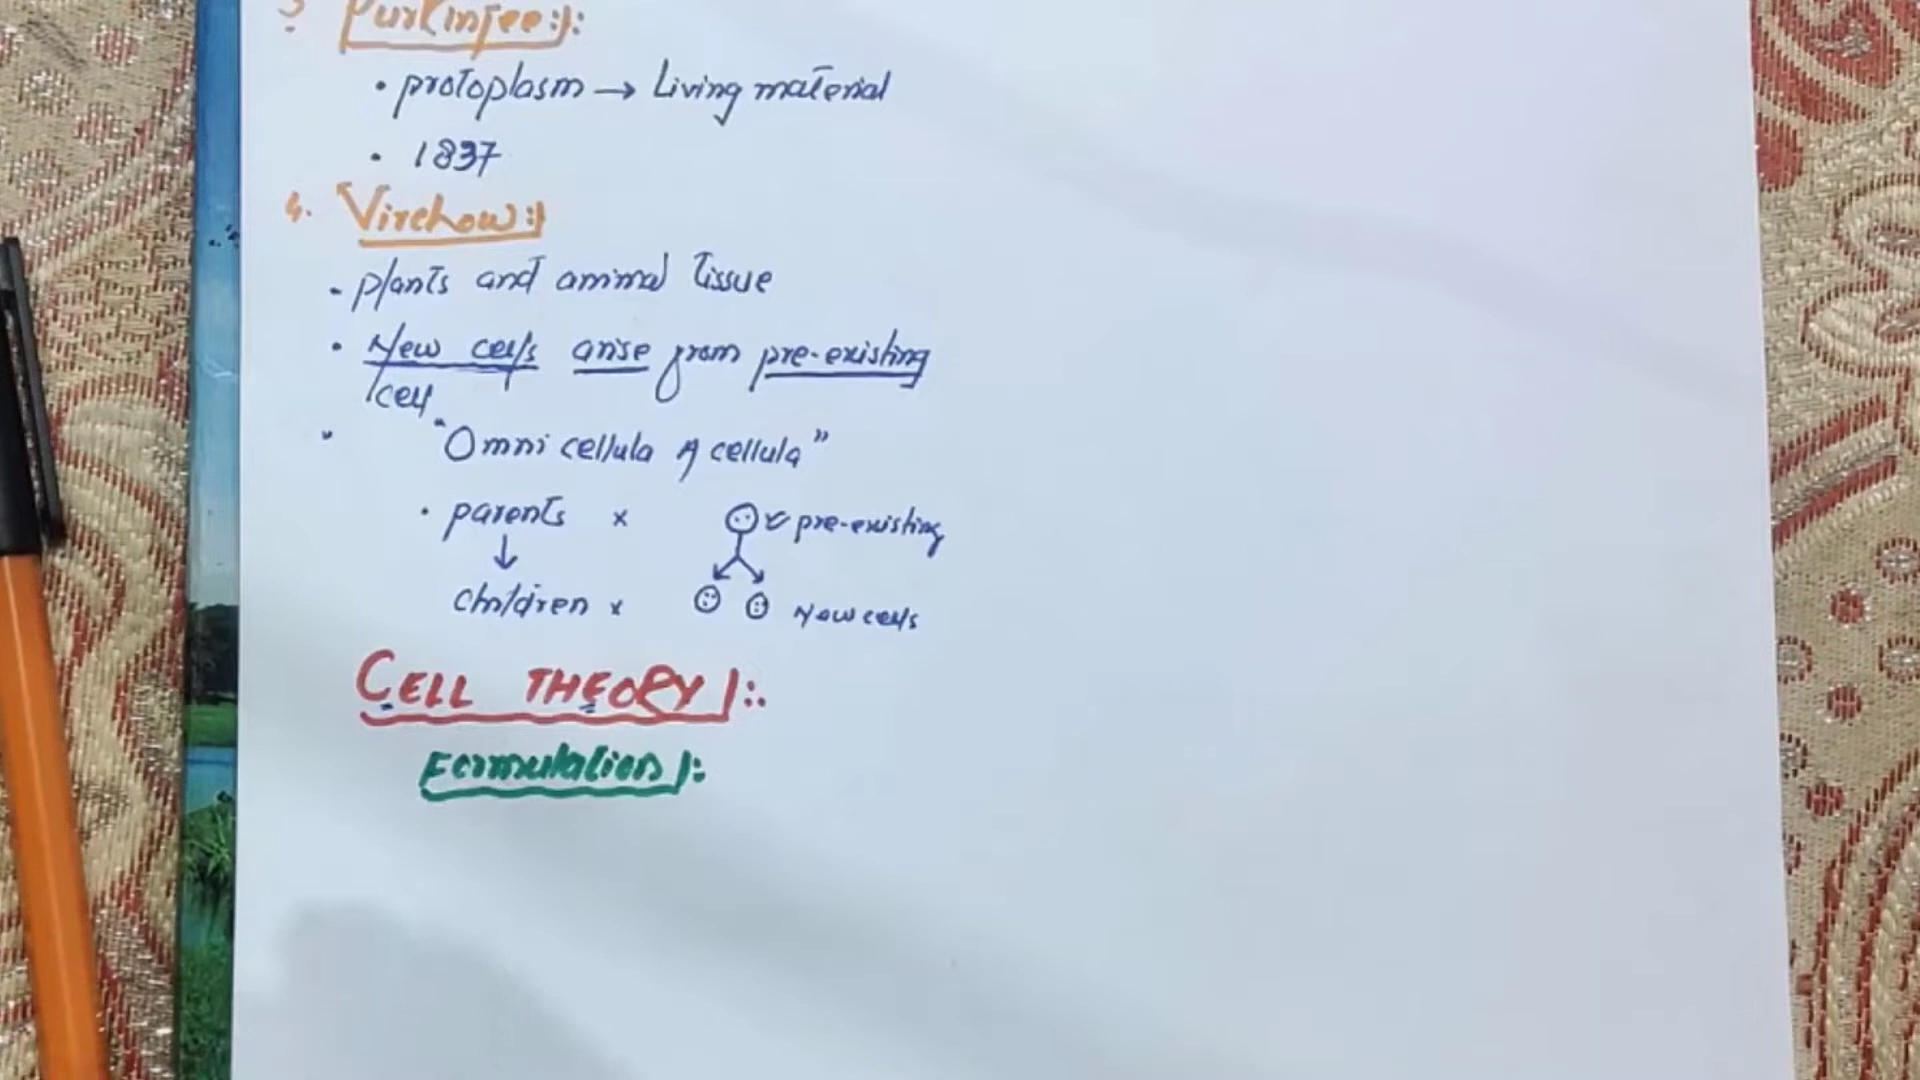 3 Purkinjee:):
• protoplasm → Living material
• 1837
4. Virchow:)
- plants and animal tissue
• New cells arise from pre-existing
cell
"Omni cellula A cellula"
• parents x
pre-existing
↓
children x
New cells
CELL THEORY):.
Formulation):